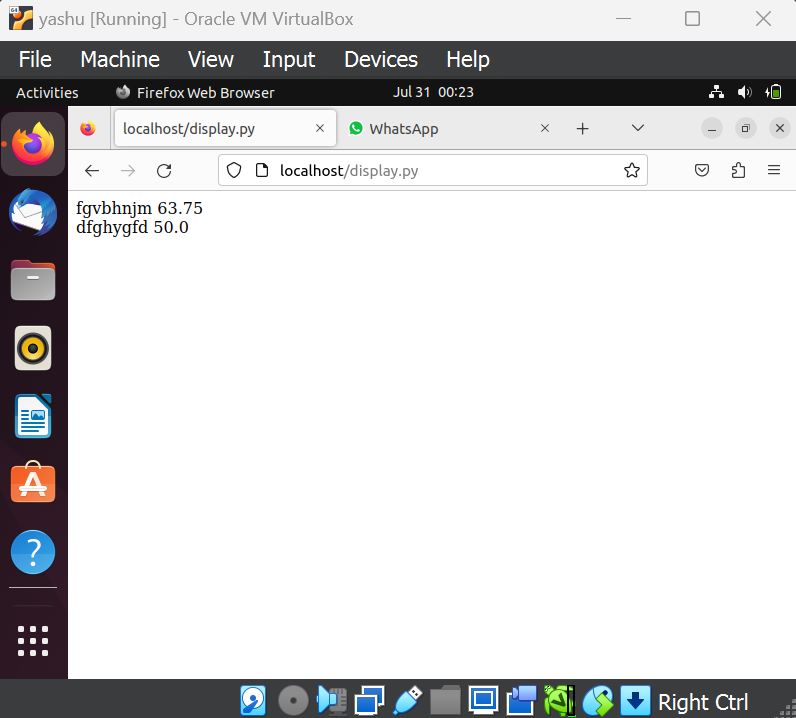 yashu [Running] - Oracle VM VirtualBox
File Machine View Input Devices Help
Activities Firefox Web Browser Jul 31 00:23
localhost/display.py WhatsApp
localhost/display.py
fgvbhnjm 63.75
dfghygfd 50.0
Right Ctrl